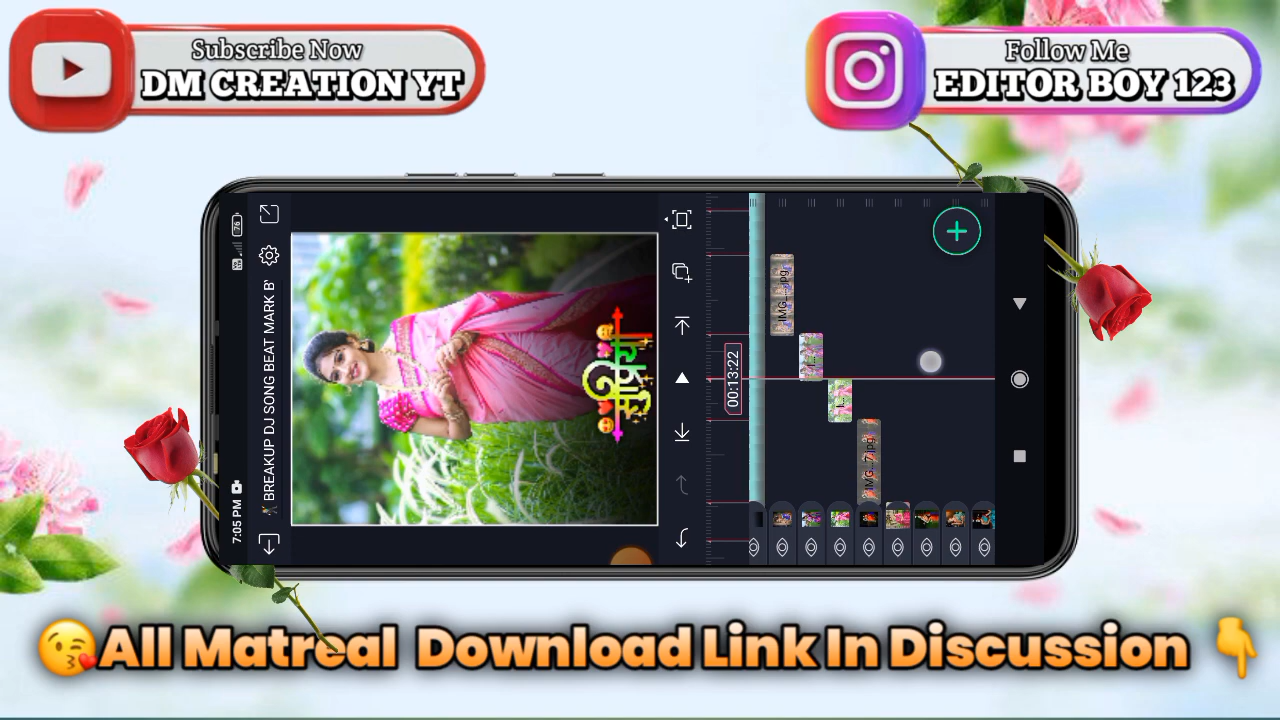 Subscribe Now
DM CREATION YT
Follow Me
EDITOR BOY 123
7:05 PM
76
BREAKUP DJ SONG BEAT MARK B
00:13:22
😘All Matreal Download Link In Discussion 👇